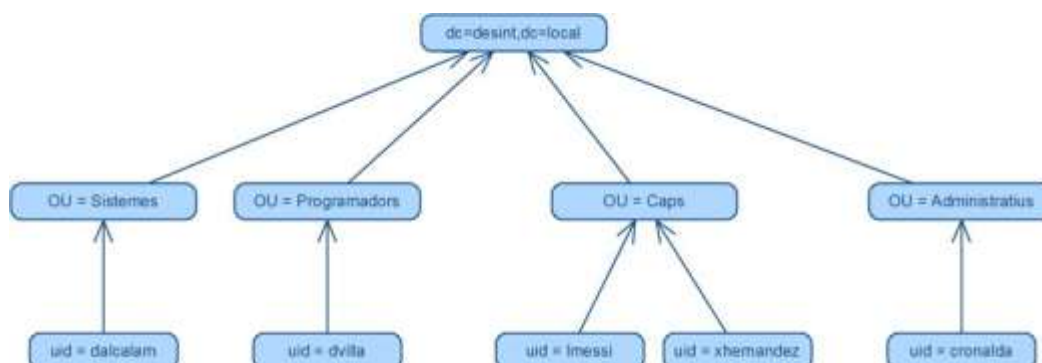 dc=desint,dc=local
OU = Sistemes
OU = Programadors
OU = Caps
OU = Administratius
uid = dalcalam
uid = dvilla
uid = lmessi
uid = xhernandez
uid = cronalda